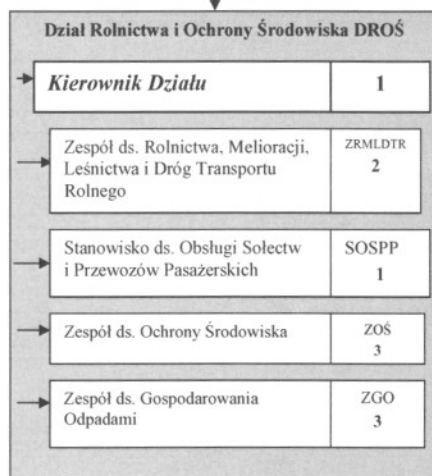 Dział Rolnictwa i Ochrony Środowiska DROŚ
Kierownik Działu 1
Zespół ds. Rolnictwa, Melioracji, ZRMLDTR
Leśnictwa i Dróg Transportu 2
Rolnego
Stanowisko ds. Obsługi Sołectw SOSPP
i Przewozów Pasażerskich 1
Zespół ds. Ochrony Środowiska ZOŚ
3
Zespół ds. Gospodarowania ZGO
Odpadami 3